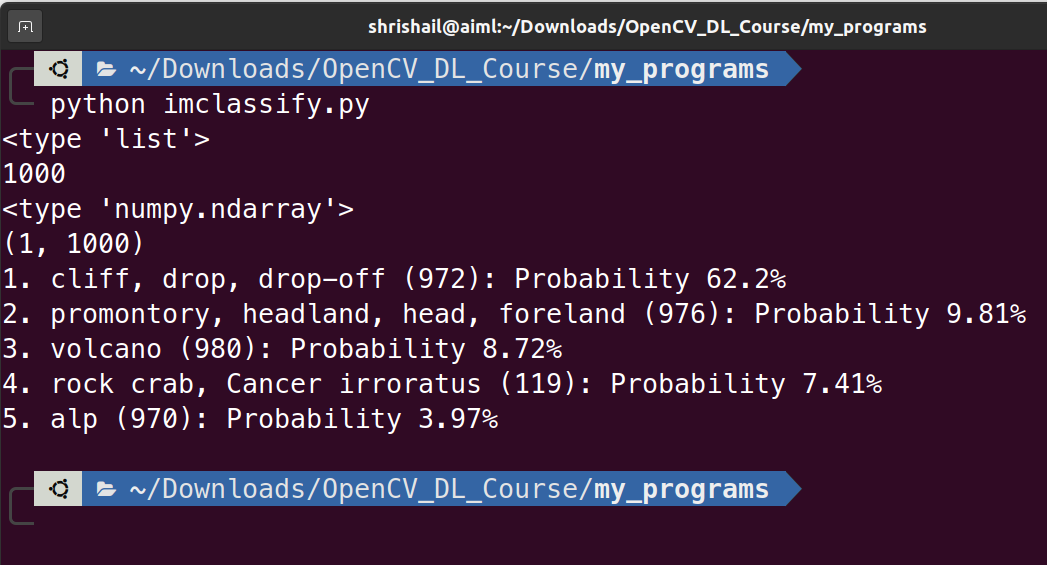 shrishail@aiml:~/Downloads/OpenCV_DL_Course/my_programs
~/Downloads/OpenCV_DL_Course/my_programs
python imclassify.py
<type 'list'>
1000
<type 'numpy.ndarray'>
(1, 1000)
1. cliff, drop, drop-off (972): Probability 62.2%
2. promontory, headland, head, foreland (976): Probability 9.81%
3. volcano (980): Probability 8.72%
4. rock crab, Cancer irroratus (119): Probability 7.41%
5. alp (970): Probability 3.97%
~/Downloads/OpenCV_DL_Course/my_programs